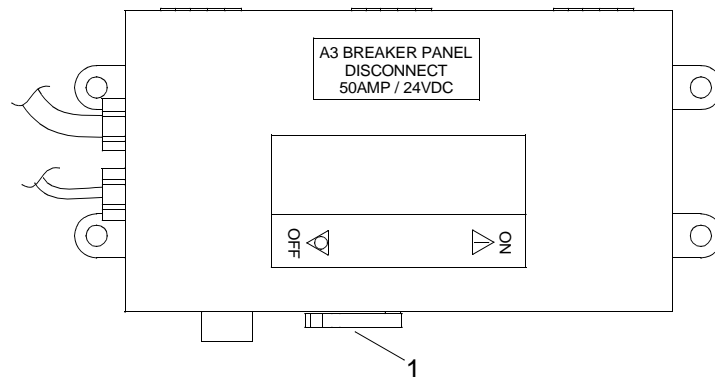 A3 BREAKER PANEL
DISCONNECT
50AMP / 24VDC
OFF
ON
1